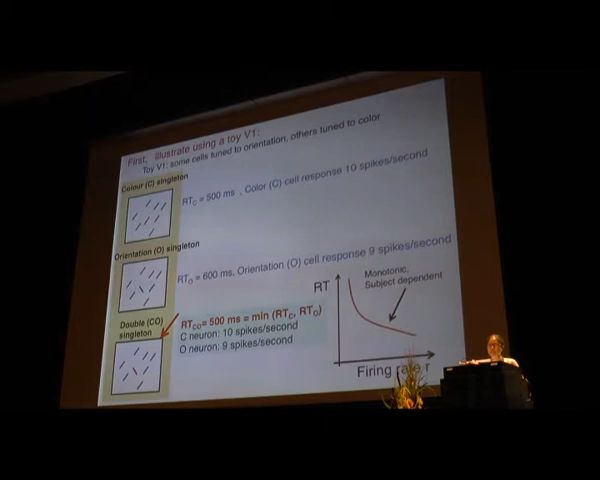 First, illustrate using a toy V1:
Toy V1: some cells tuned to orientation, others tuned to color
Colour (C) singleton
RTC = 500 ms , Color (C) cell response 10 spikes/second
Orientation (O) singleton
RTO = 600 ms, Orientation (O) cell response 9 spikes/second
Double (CO)
singleton
RTCO= 500 ms = min (RTC, RTO)
C neuron: 10 spikes/second
O neuron: 9 spikes/second
RT
Monotonic,
Subject dependent
Firing rate r